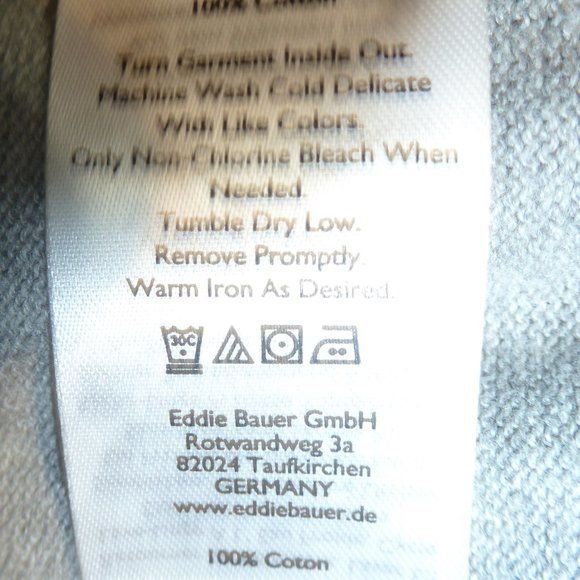 100% Cotton
Turn Garment Inside Out.
Machine Wash Cold Delicate
With Like Colors.
Only Non-Chlorine Bleach When
Needed.
Tumble Dry Low.
Remove Promptly.
Warm Iron As Desired.
30C
Eddie Bauer GmbH
Rotwandweg 3a
82024 Taufkirchen
GERMANY
www.eddiebauer.de
100% Coton